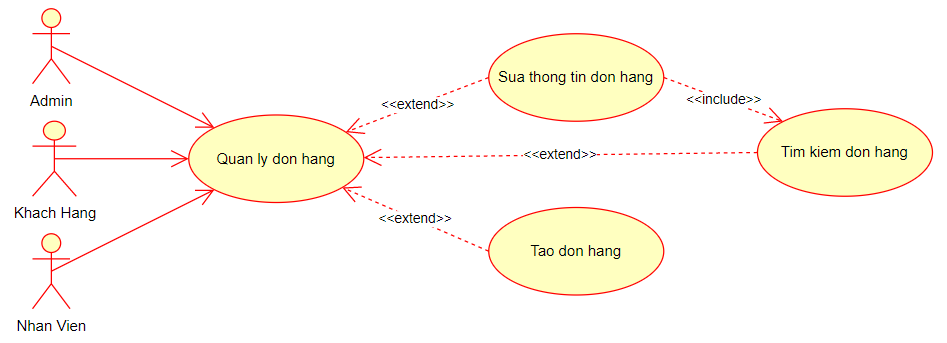 Admin
Khach Hang
Nhan Vien
Quan ly don hang
Sua thong tin don hang
<<extend>>
<<include>>
<<extend>>
Tim kiem don hang
<<extend>>
Tao don hang